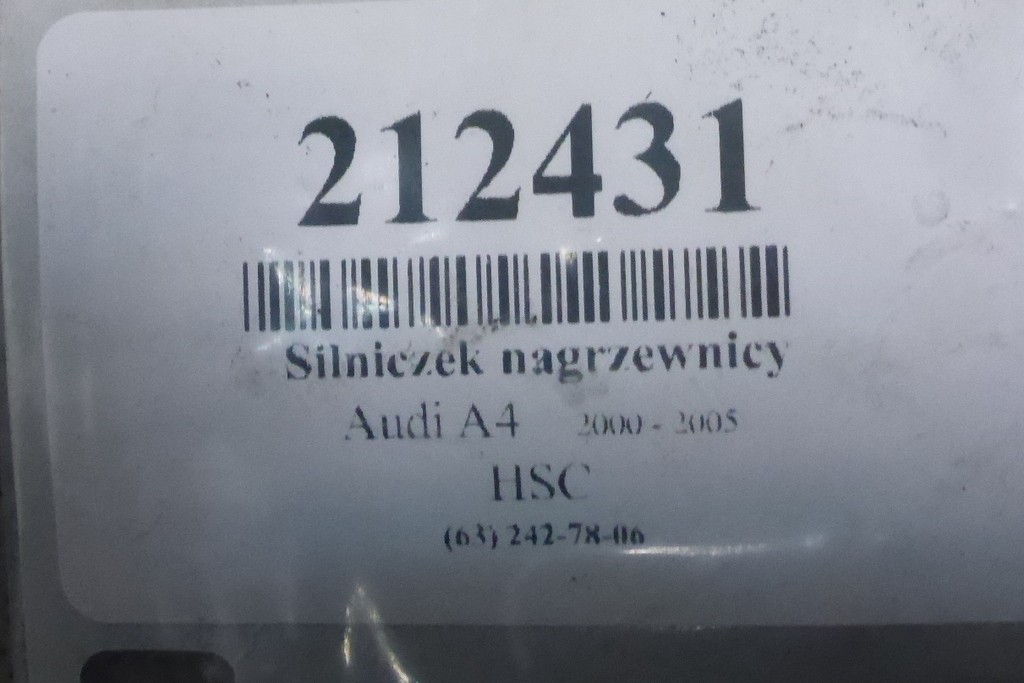 212431
Silniczek nagrzewnicy
Audi A4 2000 - 2005
HSC
(63) 242-78-06